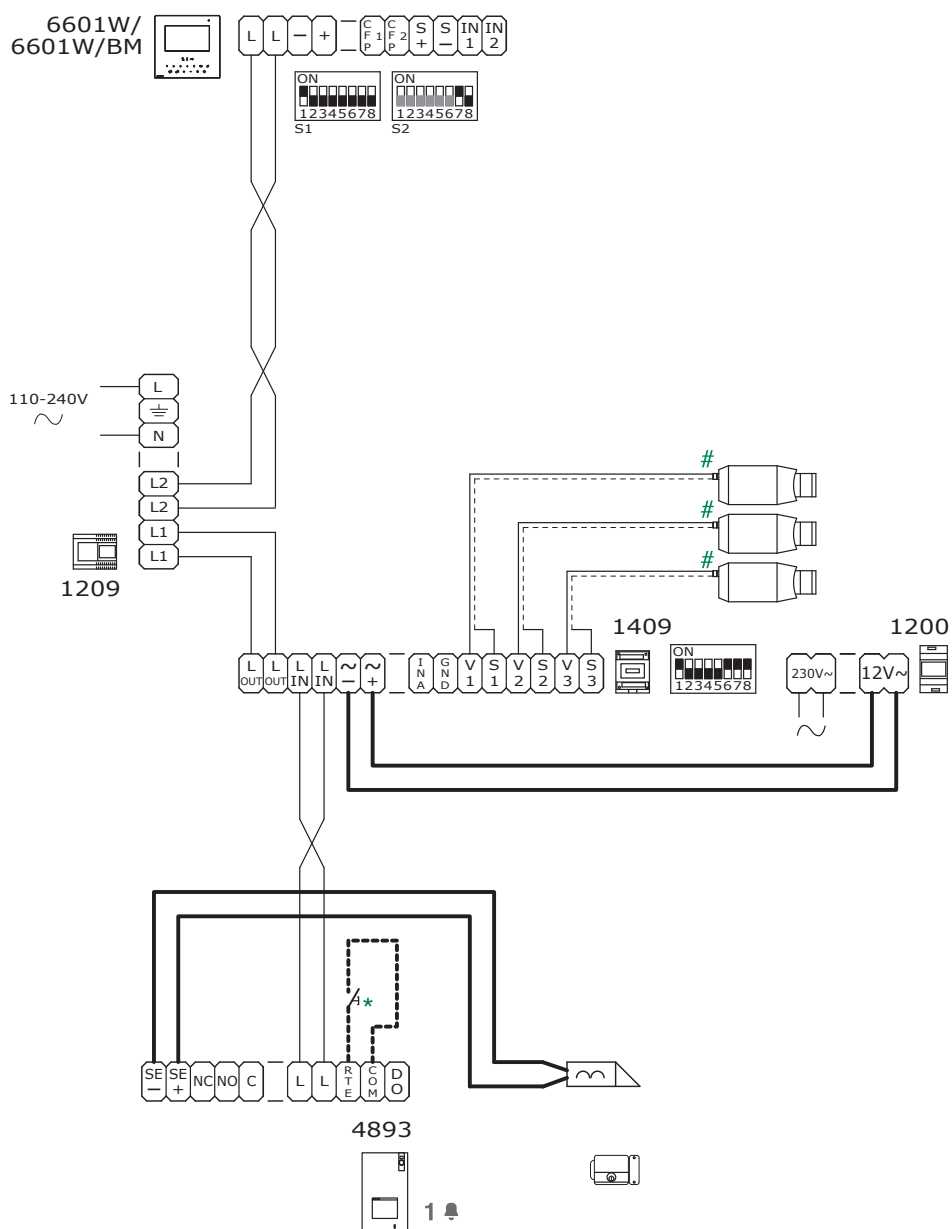 6601W/
6601W/BM
L L — + CFP1 CFP2 S+ S— IN1 IN2
ON ON
12345678 12345678
S1 S2
L
110-240V
N
L2
L2
L1
L1
1209
#
#
#
1409 1200
L OUT L OUT L IN L IN ~— ~+ INA GND V1 S1 V2 S2 V3 S3
ON
12345678
230V~ 12V~
*
SE— SE+ NC NO C L L RTE COM DO
4893
1